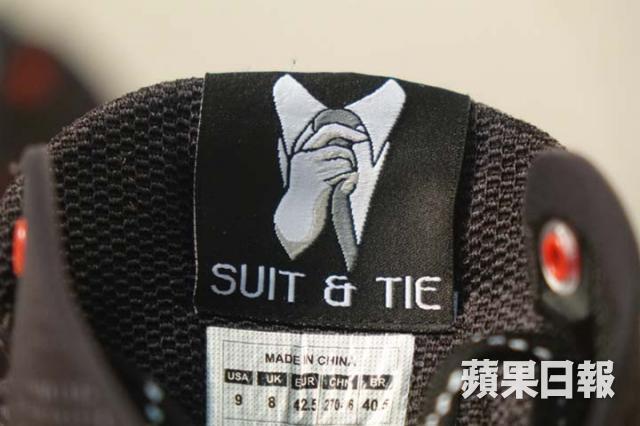 SUIT & TIE
MADE IN CHINA
USA UK EUR CHN BR
9 8 42.5 270 40.5
蘋果日報